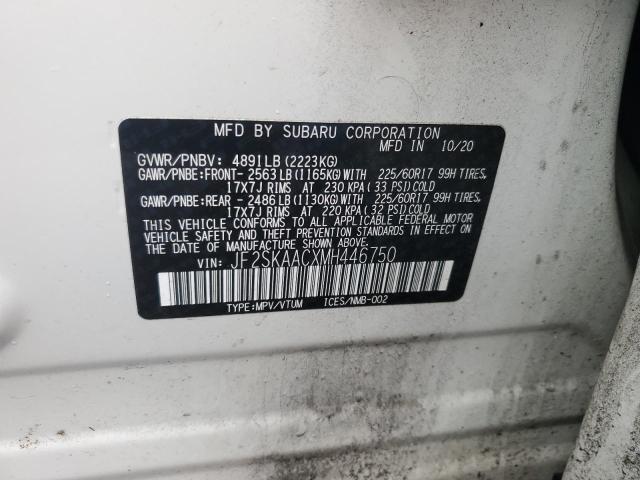 MFD BY SUBARU CORPORATION
MFD IN 10/20
GVWR/PNBV: 4891LB(2223KG)
GAWR/PNBE:FRONT- 2563LB(1165KG)WITH 225/60R17 99H TIRES,
17X7J RIMS AT 230 KPA(33 PSI)COLD
GAWR/PNBE:REAR - 2486LB(1130KG)WITH 225/60R17 99H TIRES,
17X7J RIMS AT 220 KPA(32 PSI)COLD
THIS VEHICLE CONFORMS TO ALL APPLICABLE FEDERAL MOTOR
VEHICLE SAFETY AND THEFT PREVENTION STANDARDS IN EFFECT
ON THE DATE OF MANUFACTURE SHOWN ABOVE.
VIN: JF2SKAACXMH446750
TYPE:MPV/VTUM ICES/NMB-002